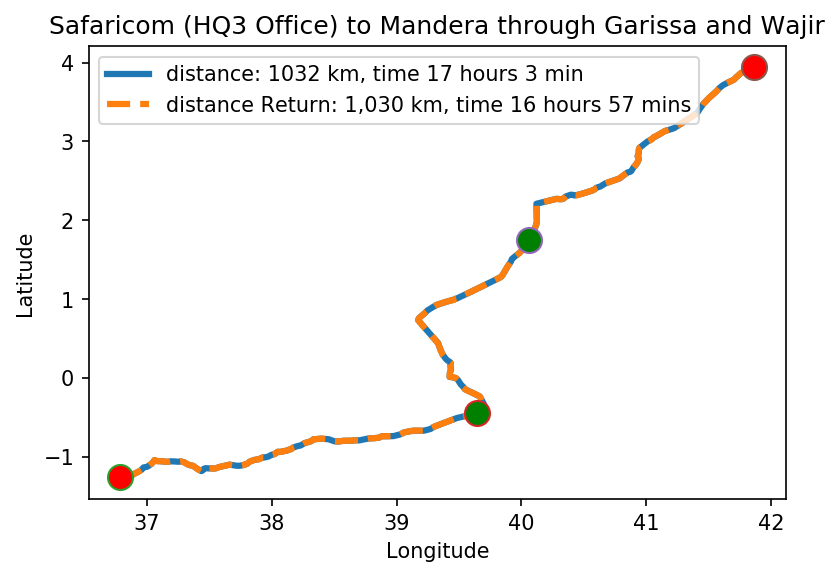 Safaricom (HQ3 Office) to Mandera through Garissa and Wajir
distance: 1032 km, time 17 hours 3 min
distance Return: 1,030 km, time 16 hours 57 mins
4
3
2
1
0
−1
Latitude
37 38 39 40 41 42
Longitude